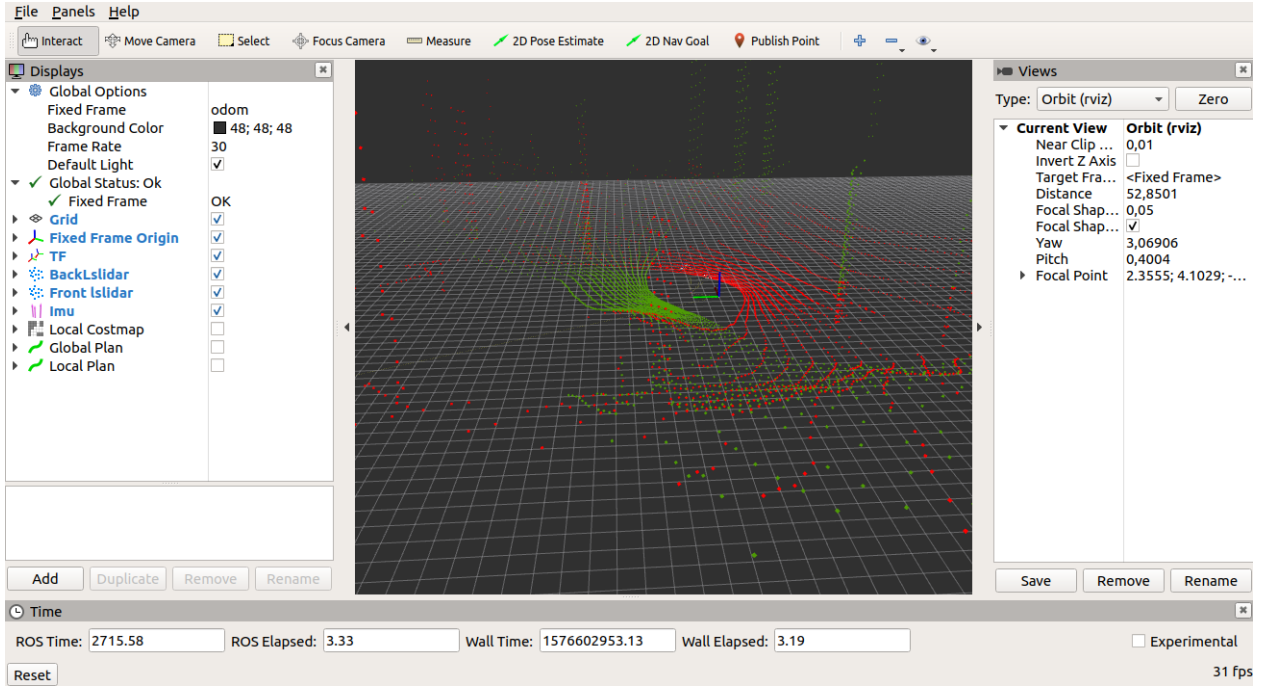 File Panels Help
Interact Move Camera Select Focus Camera Measure 2D Pose Estimate 2D Nav Goal Publish Point
Displays
Global Options
Fixed Frame odom
Background Color 48; 48; 48
Frame Rate 30
Default Light
Global Status: Ok
Fixed Frame OK
Grid
Fixed Frame Origin
TF
BackLslidar
Front lslidar
Imu
Local Costmap
Global Plan
Local Plan
Add Duplicate Remove Rename
Views
Type: Orbit (rviz) Zero
Current View Orbit (rviz)
Near Clip ... 0,01
Invert Z Axis
Target Fra... <Fixed Frame>
Distance 52,8501
Focal Shap... 0,05
Focal Shap...
Yaw 3,06906
Pitch 0,4004
Focal Point 2.3555; 4.1029; -...
Save Remove Rename
Time
ROS Time: 2715.58 ROS Elapsed: 3.33 Wall Time: 1576602953.13 Wall Elapsed: 3.19 Experimental
Reset 31 fps